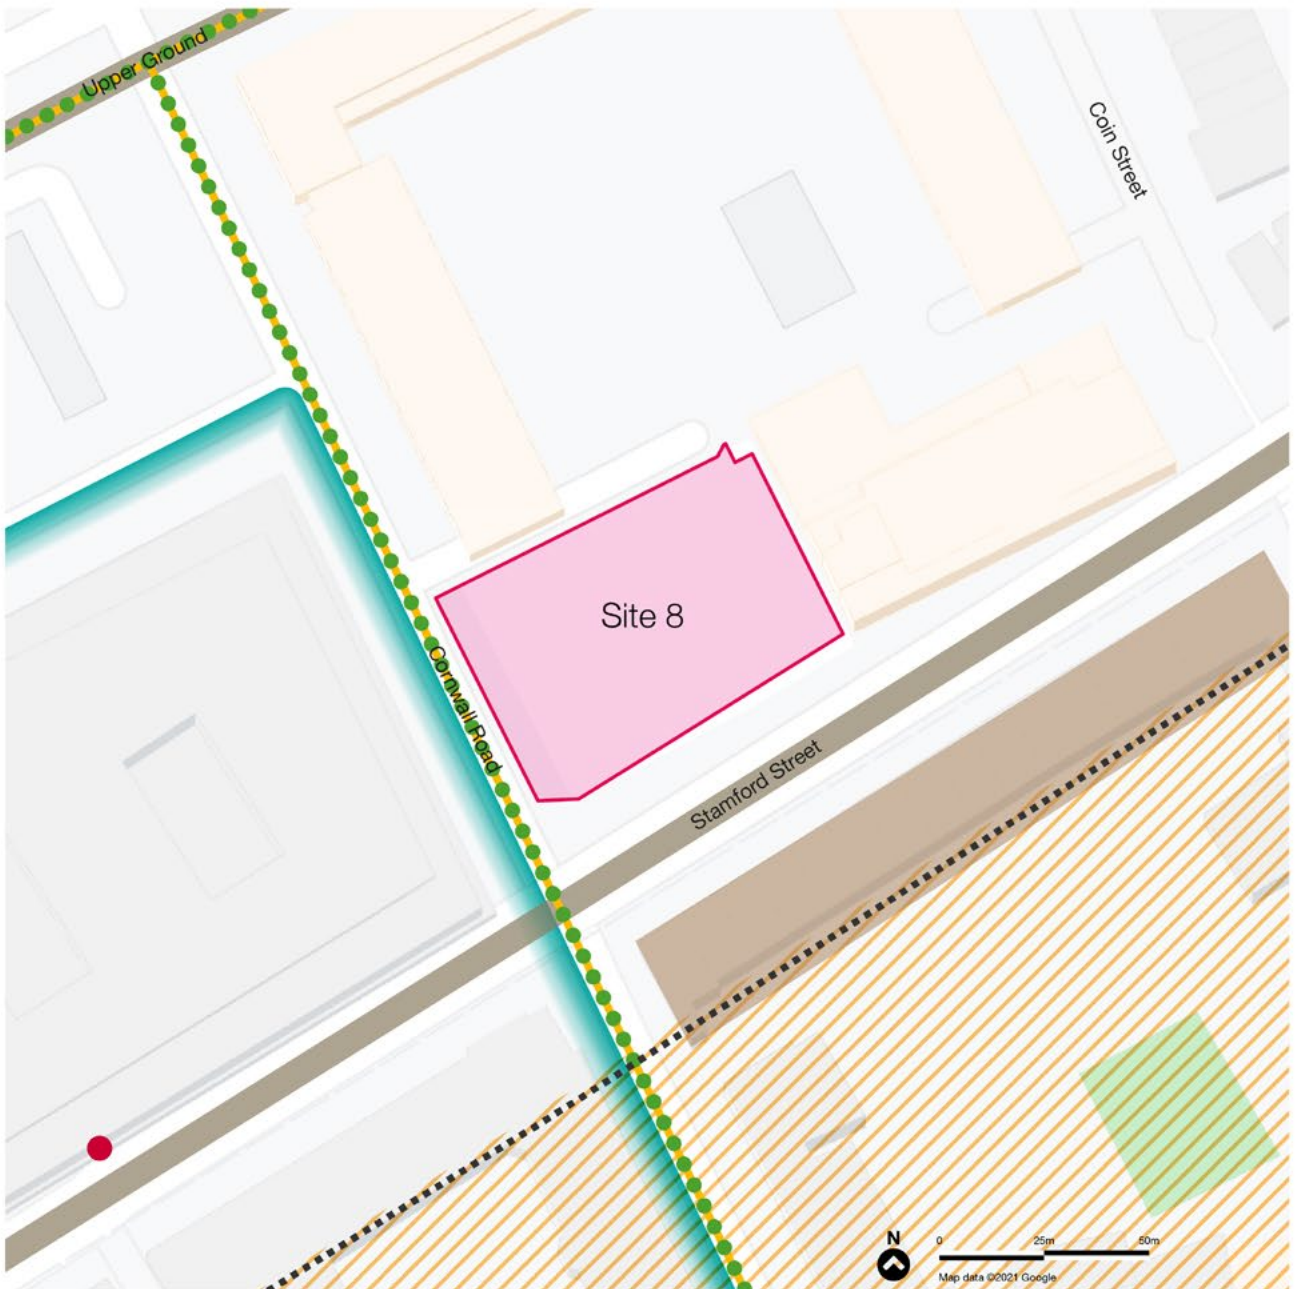 Upper Ground
Coin Street
Site 8
Cornwall Road
Stamford Street
N
0 25m 50m
Map data ©2021 Google